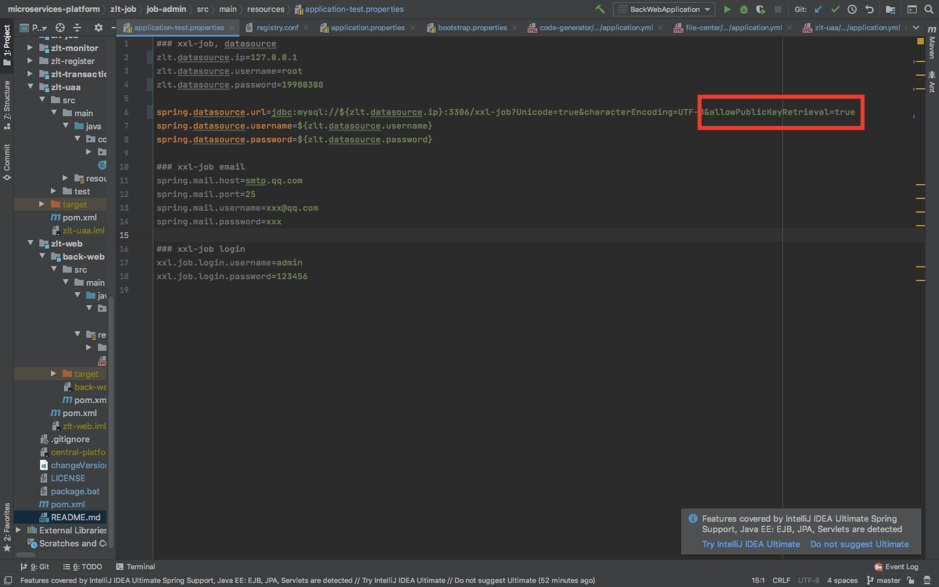 microservices-platform
zlt-job
job-admin
src
main
resources
application-test.properties
BackWebApplication
Git:
P..
application-test.properties
registry.conf
application.properties
bootstrap.properties
code-generator/.../application.yml
file-center/.../application.yml
zlt-uaa/.../application.yml
1: Project
2: Structure
Commit
2: Favorites
Maven
Ant
zlt-job
zlt-monitor
zlt-register
zlt-transactio
zlt-uaa
src
main
java
co
resou
test
target
pom.xml
zlt-uaa.iml
zlt-web
back-web
src
main
jav
re
target
back-we
pom.xm
pom.xml
zlt-web.iml
.gitignore
central-platfo
changeVersio
LICENSE
package.bat
pom.xml
README.md
External Libraries
Scratches and Co
1 ### xxl-job, datasource
2 zlt.datasource.ip=127.0.0.1
3 zlt.datasource.username=root
4 zlt.datasource.password=19980308
5
6 spring.datasource.url=jdbc:mysql://${zlt.datasource.ip}:3306/xxl-job?Unicode=true&characterEncoding=UTF-8&allowPublicKeyRetrieval=true
7 spring.datasource.username=${zlt.datasource.username}
8 spring.datasource.password=${zlt.datasource.password}
9
10 ### xxl-job email
11 spring.mail.host=smtp.qq.com
12 spring.mail.port=25
13 spring.mail.username=xxx@qq.com
14 spring.mail.password=xxx
15
16 ### xxl-job login
17 xxl.job.login.username=admin
18 xxl.job.login.password=123456
19
Features covered by IntelliJ IDEA Ultimate Spring
Support, Java EE: EJB, JPA, Servlets are detected
Try IntelliJ IDEA Ultimate
Do not suggest Ultimate
9: Git
6: TODO
Terminal
Event Log
Features covered by IntelliJ IDEA Ultimate Spring Support, Java EE: EJB, JPA, Servlets are detected // Try IntelliJ IDEA Ultimate // Do not suggest Ultimate (52 minutes ago)
15:1
CRLF
UTF-8
4 spaces
master